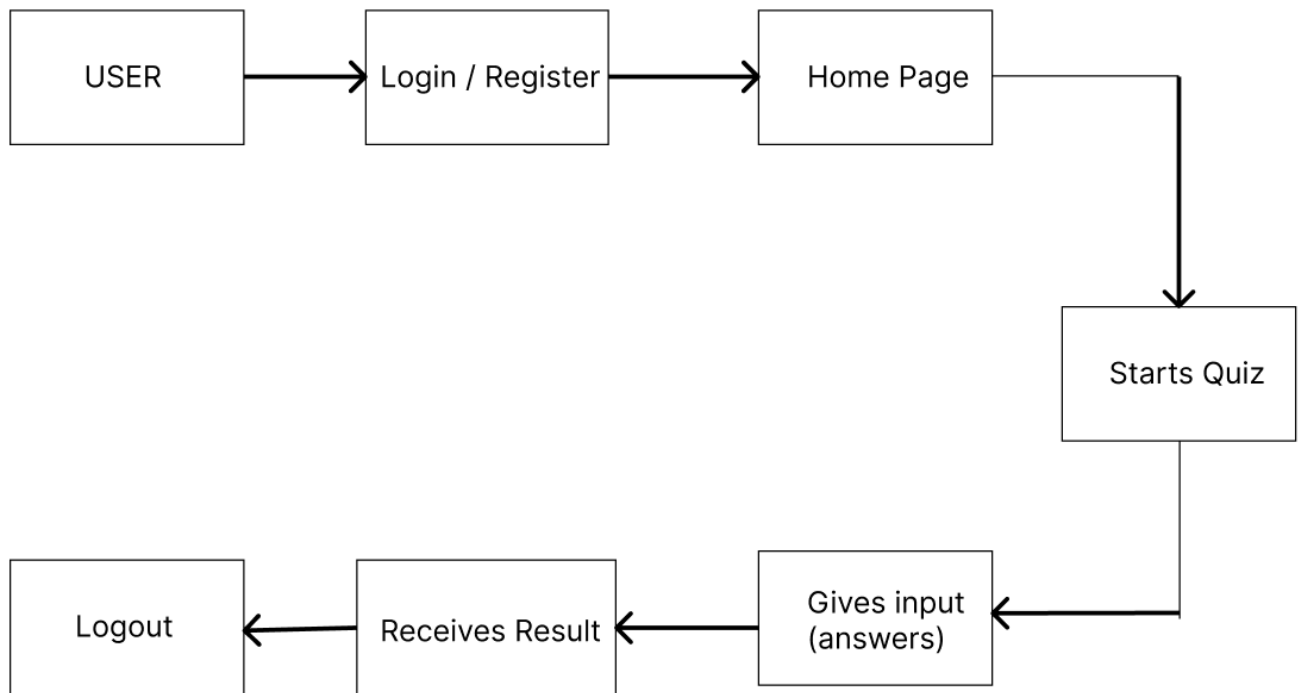 USER
Login / Register
Home Page
Starts Quiz
Gives input
(answers)
Receives Result
Logout